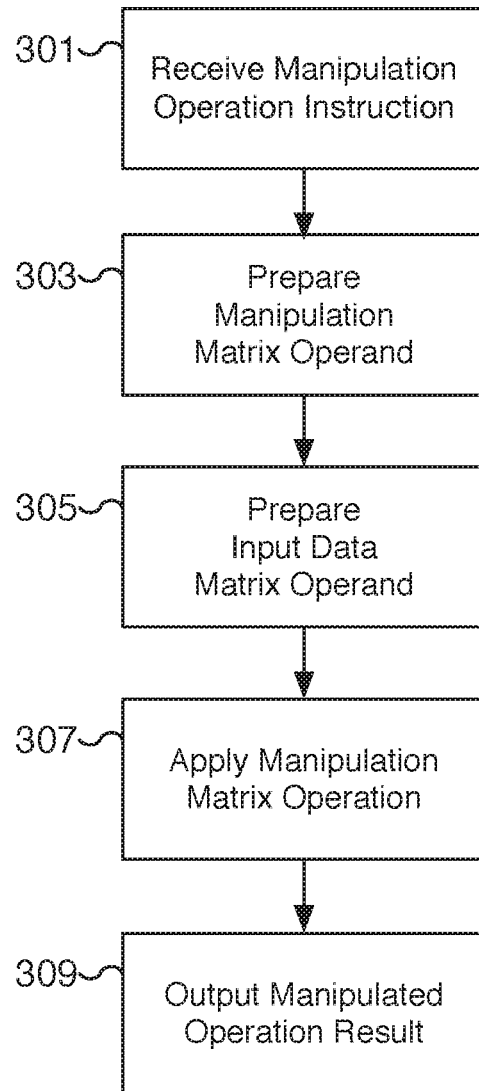 301
Receive Manipulation
Operation Instruction
303
Prepare
Manipulation
Matrix Operand
305
Prepare
Input Data
Matrix Operand
307
Apply Manipulation
Matrix Operation
309
Output Manipulated
Operation Result